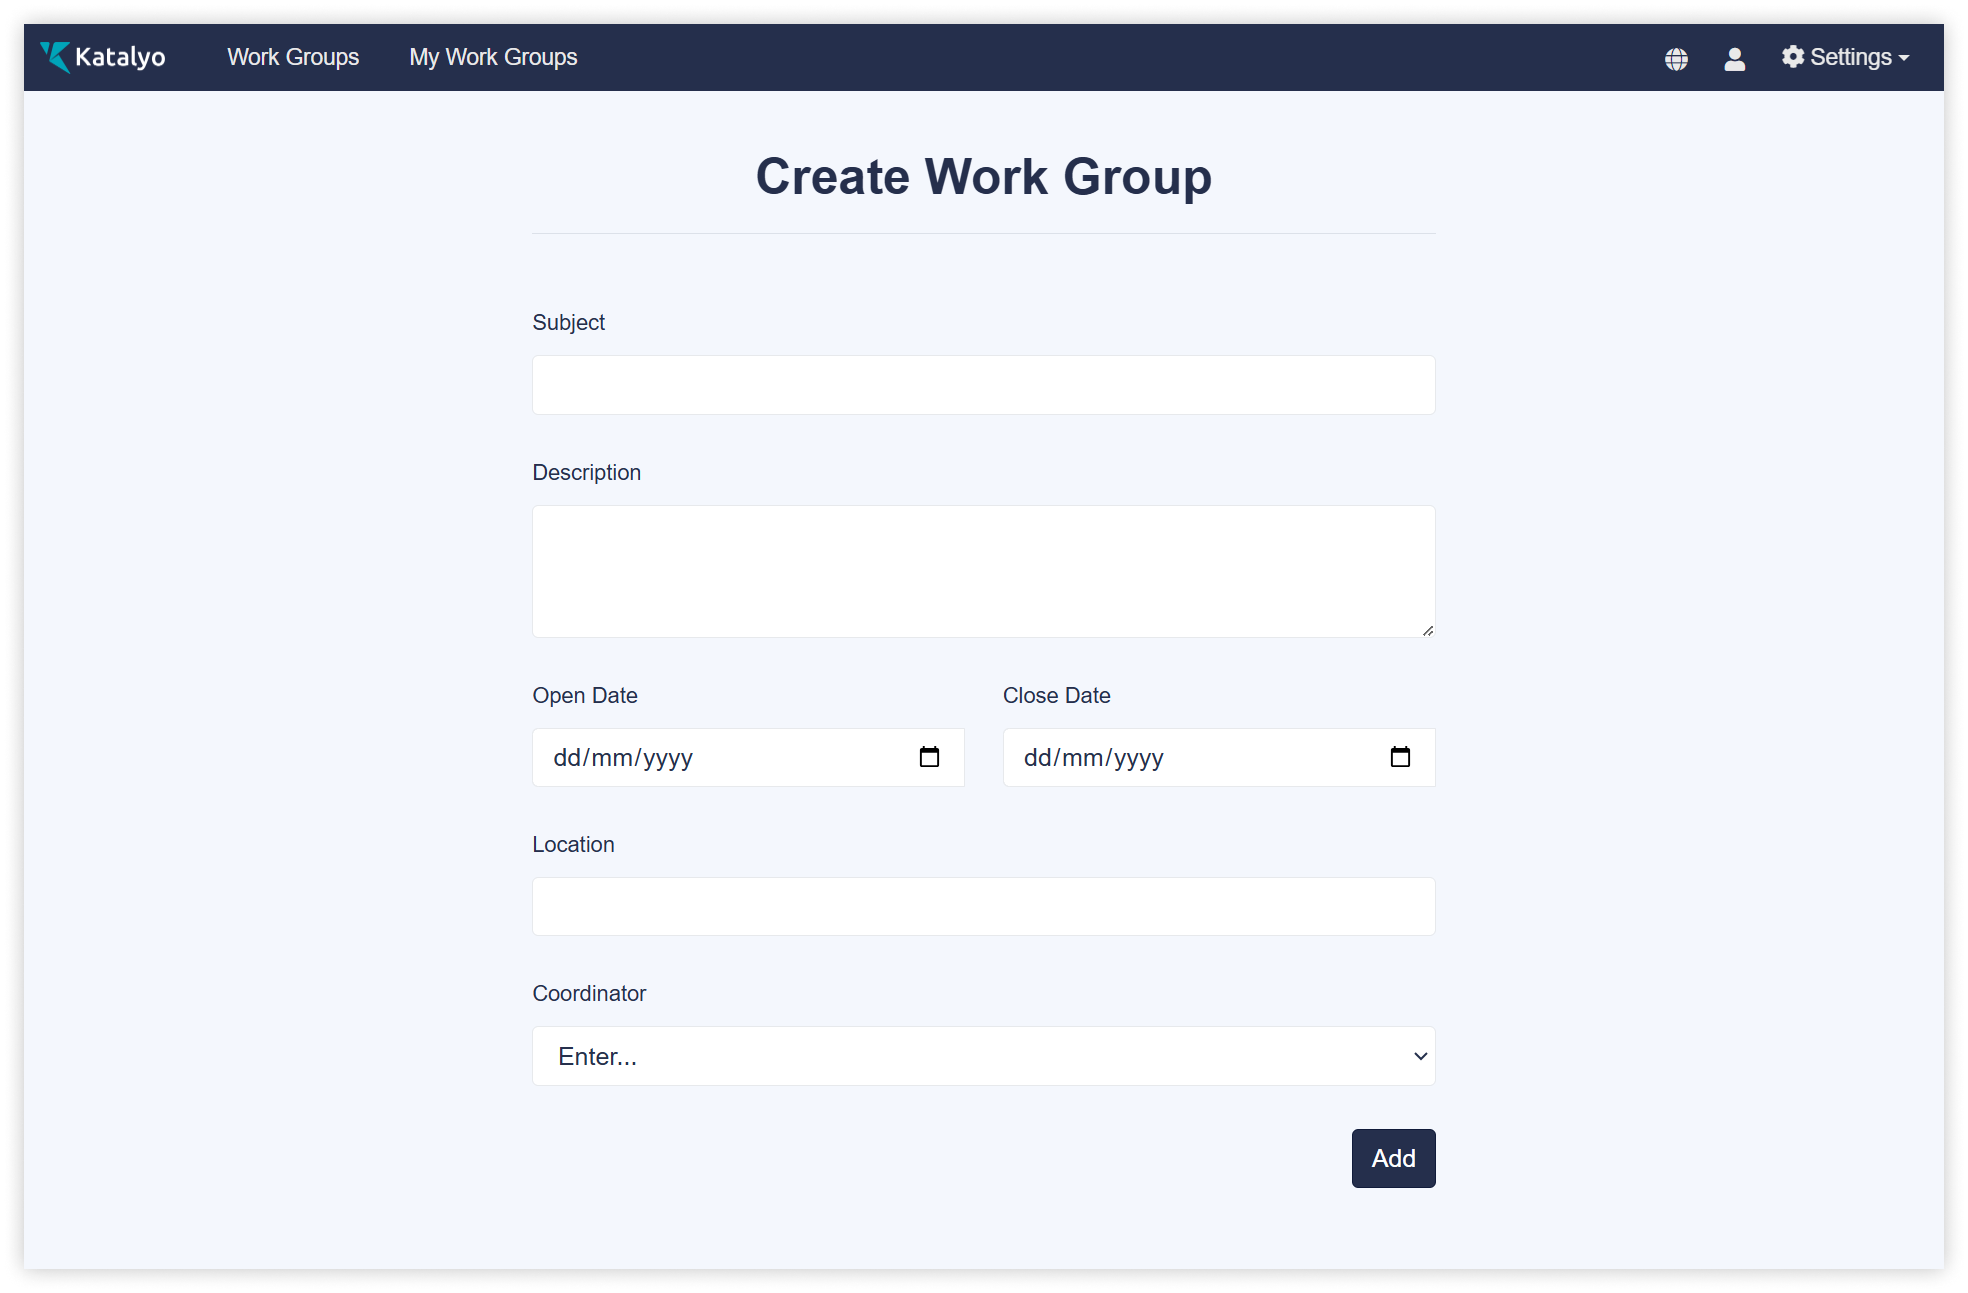 Katalyo Work Groups My Work Groups Settings
Create Work Group
Subject
Description
Open Date Close Date
dd/mm/yyyy dd/mm/yyyy
Location
Coordinator
Enter...
Add